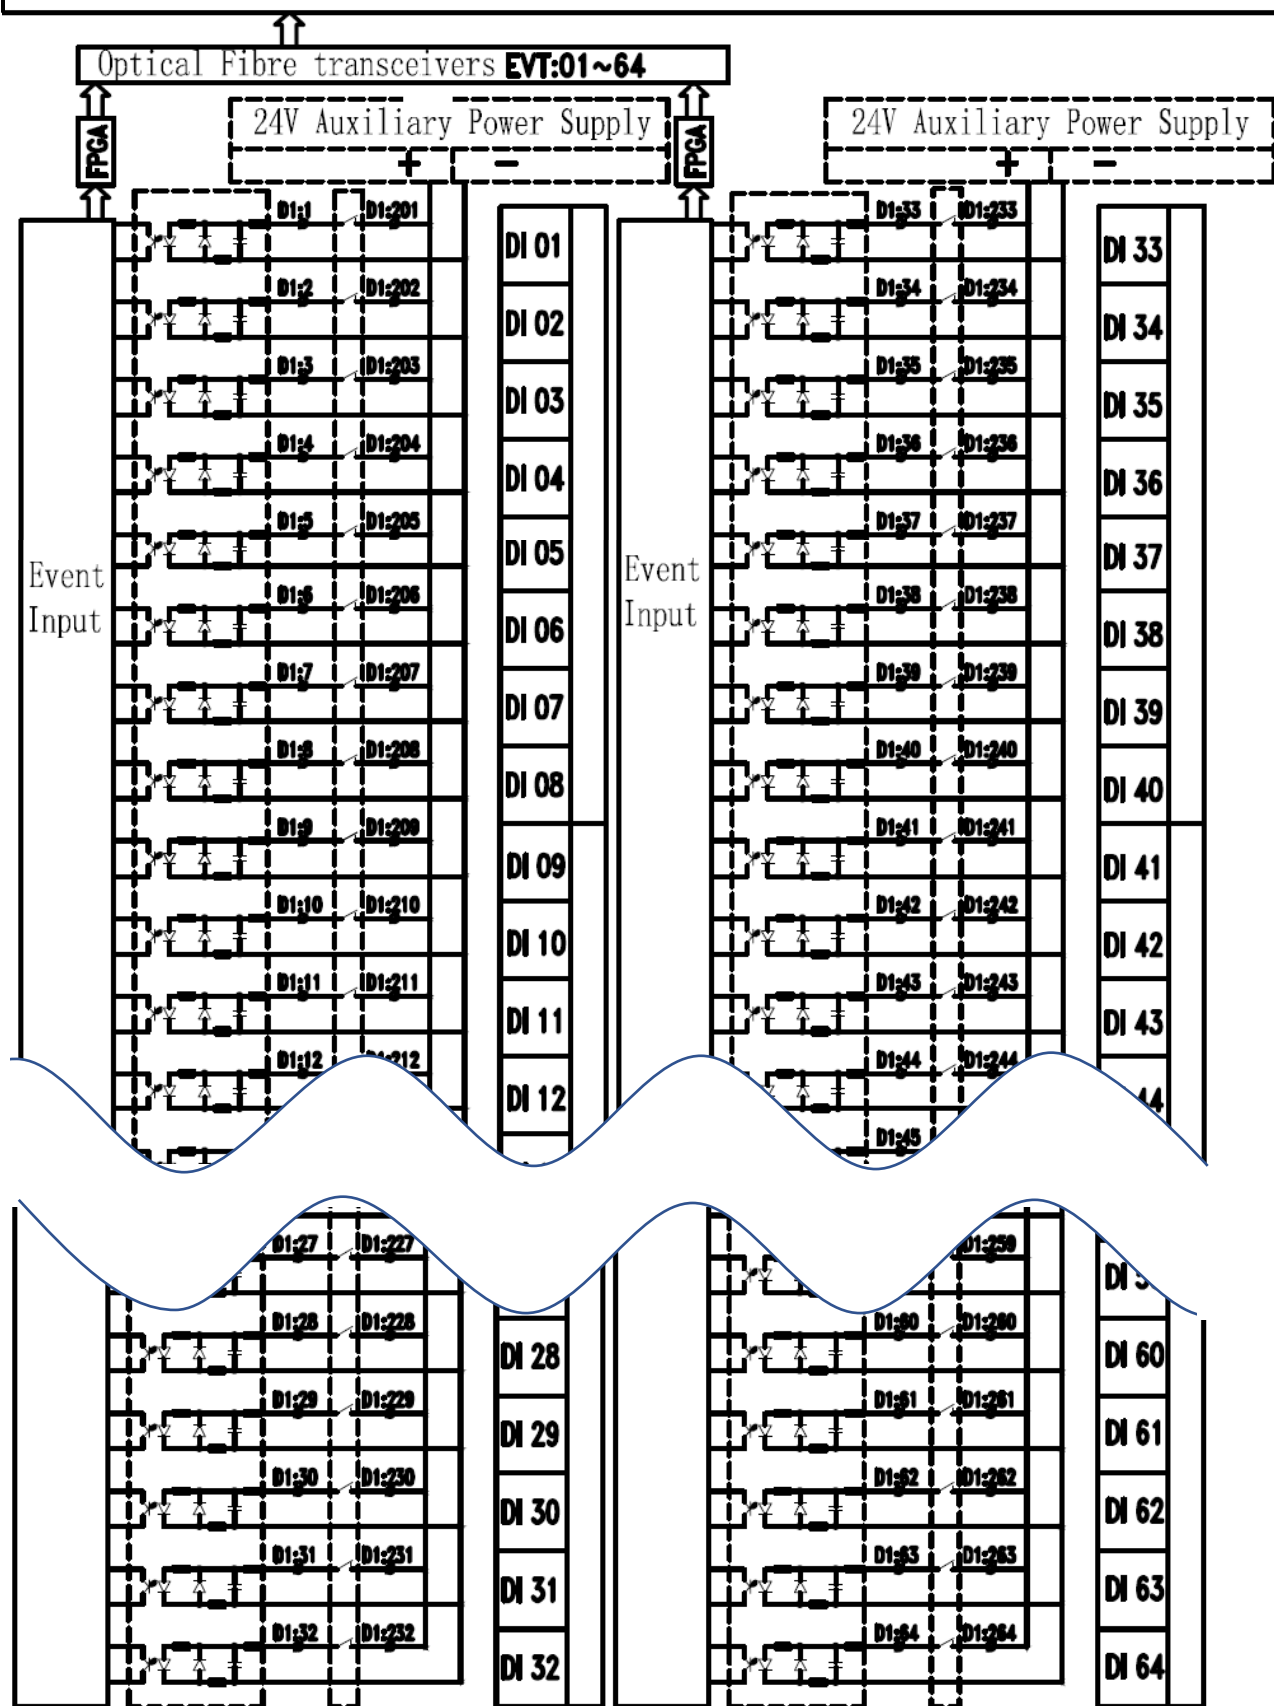 Optical Fibre transceivers EVT:01~64
FPGA
24V Auxiliary Power Supply
+ −
FPGA
24V Auxiliary Power Supply
+ −
Event
Input
D1:1 D1:201 DI 01
D1:2 D1:202 DI 02
D1:3 D1:203 DI 03
D1:4 D1:204 DI 04
D1:5 D1:205 DI 05
D1:6 D1:206 DI 06
D1:7 D1:207 DI 07
D1:8 D1:208 DI 08
D1:9 D1:209 DI 09
D1:10 D1:210 DI 10
D1:11 D1:211 DI 11
D1:12 D1:212 DI 12
Event
Input
D1:33 D1:233 DI 33
D1:34 D1:234 DI 34
D1:35 D1:235 DI 35
D1:36 D1:236 DI 36
D1:37 D1:237 DI 37
D1:38 D1:238 DI 38
D1:39 D1:239 DI 39
D1:40 D1:240 DI 40
D1:41 D1:241 DI 41
D1:42 D1:242 DI 42
D1:43 D1:243 DI 43
D1:44 D1:244 44
D1:45
D1:27 D1:227
D1:28 D1:228 DI 28
D1:29 D1:229 DI 29
D1:30 D1:230 DI 30
D1:31 D1:231 DI 31
D1:32 D1:232 DI 32
D1:259 DI 5
D1:60 D1:260 DI 60
D1:61 D1:261 DI 61
D1:62 D1:262 DI 62
D1:63 D1:263 DI 63
D1:64 D1:264 DI 64